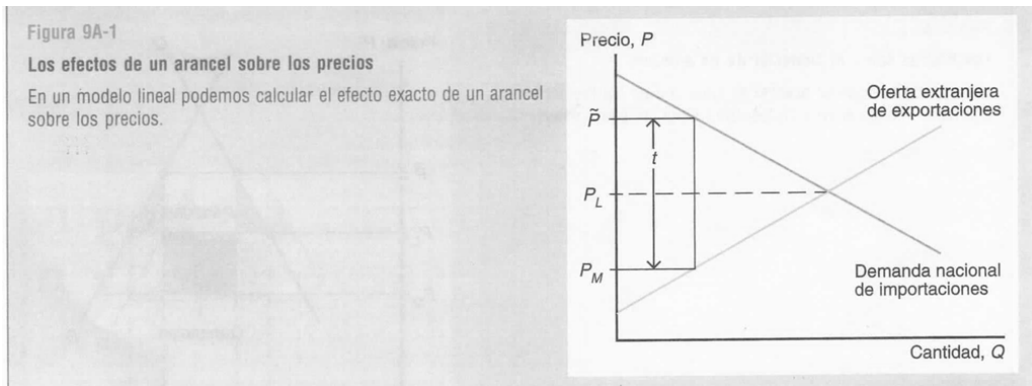 Figura 9A-1
Los efectos de un arancel sobre los precios
En un modelo lineal podemos calcular el efecto exacto de un arancel
sobre los precios.
Precio, P
Oferta extranjera
de exportaciones
P̃
t
P_L
P_M
Demanda nacional
de importaciones
Cantidad, Q